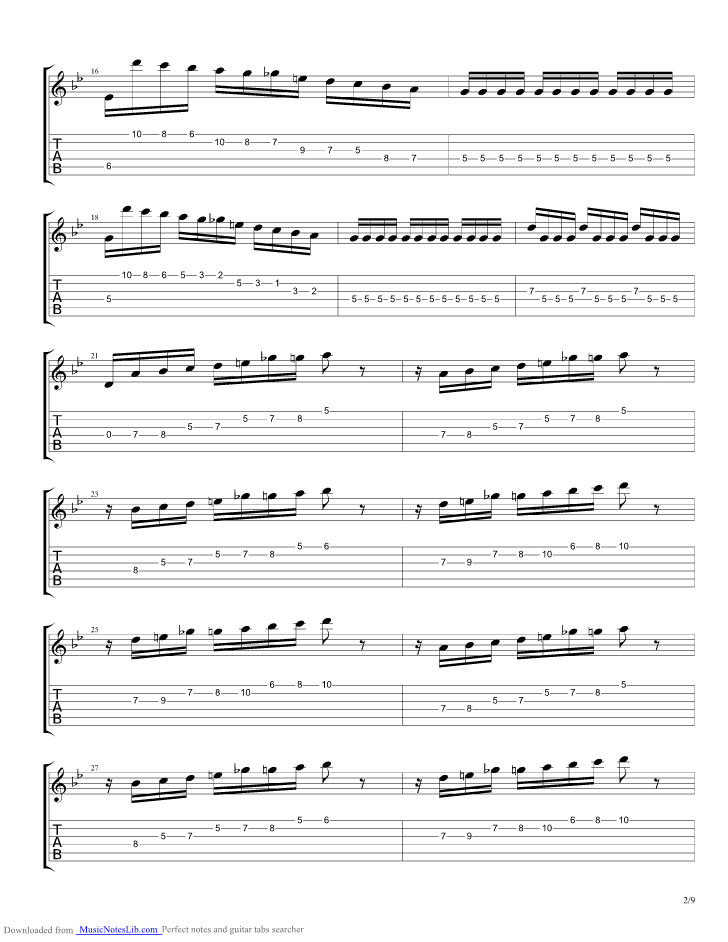 16
10 8 6 10 8 7 9 7 5 8 7 5 5 5 5 5 5 5 5 5 5 5 5
6
T
A
B
18
10 8 6 5 3 2
5 3 1
3 2 7 7 7
5 5 5 5 5 5 5 5 5 5 5 5 5 5 5 5 5 5 5 5 5 5
T
A
B
21
5 5
5 7 8 5 7 8
5 7 5 7
0 7 8 7 8
T
A
B
23
5 6 6 8 10
5 7 8 7 8 10
5 7 7 9
8
T
A
B
25
6 8 10 5
7 8 10 5 7 8
7 9 5 7
7 8
T
A
B
27
5 6 6 8 10
5 7 8 7 8 10
5 7 7 9
8
T
A
B
2/9
Downloaded from MusicNotesLib.com Perfect notes and guitar tabs searcher